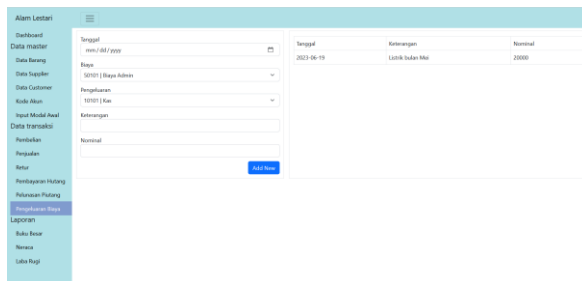 Alam Lestari
Dashboard
Data master
Data Barang
Data Supplier
Data Customer
Kode Akun
Input Modal Awal
Data transaksi
Pembelian
Penjualan
Retur
Pembayaran Hutang
Pelunasan Piutang
Pengeluaran Biaya
Laporan
Buku Besar
Neraca
Laba Rugi
Tanggal
mm/dd/yyyy
Biaya
50101 | Biaya Admin
Pengeluaran
10101 | Kas
Keterangan
Nominal
Add New
Tanggal Keterangan Nominal
2023-06-19 Listrik bulan Mei 20000